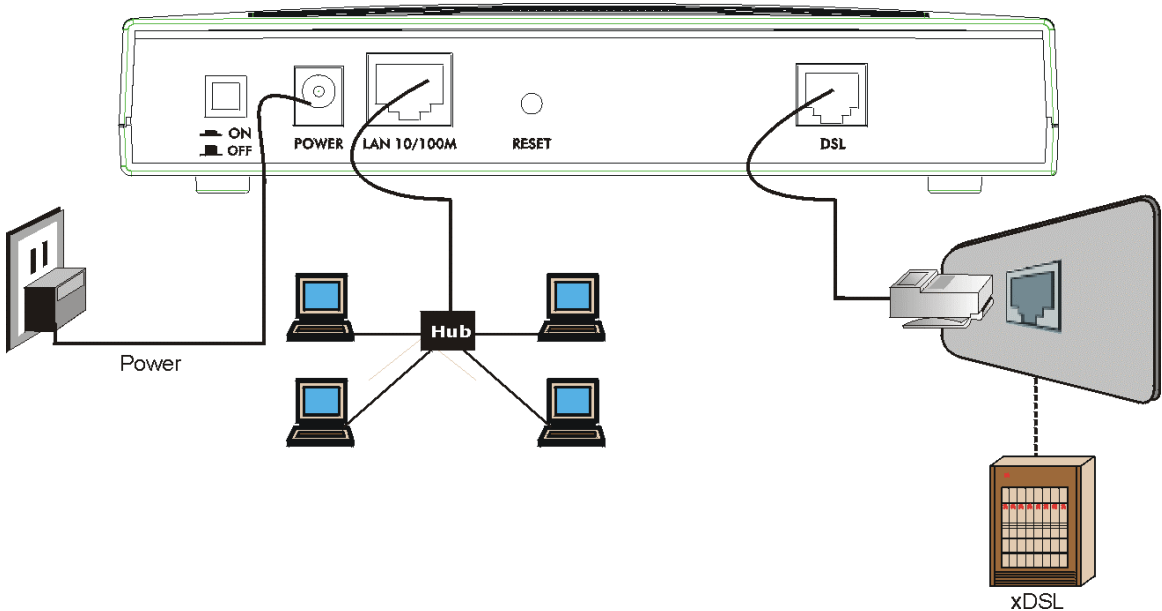 ON
OFF
POWER
LAN 10/100M
RESET
DSL
Hub
Power
xDSL